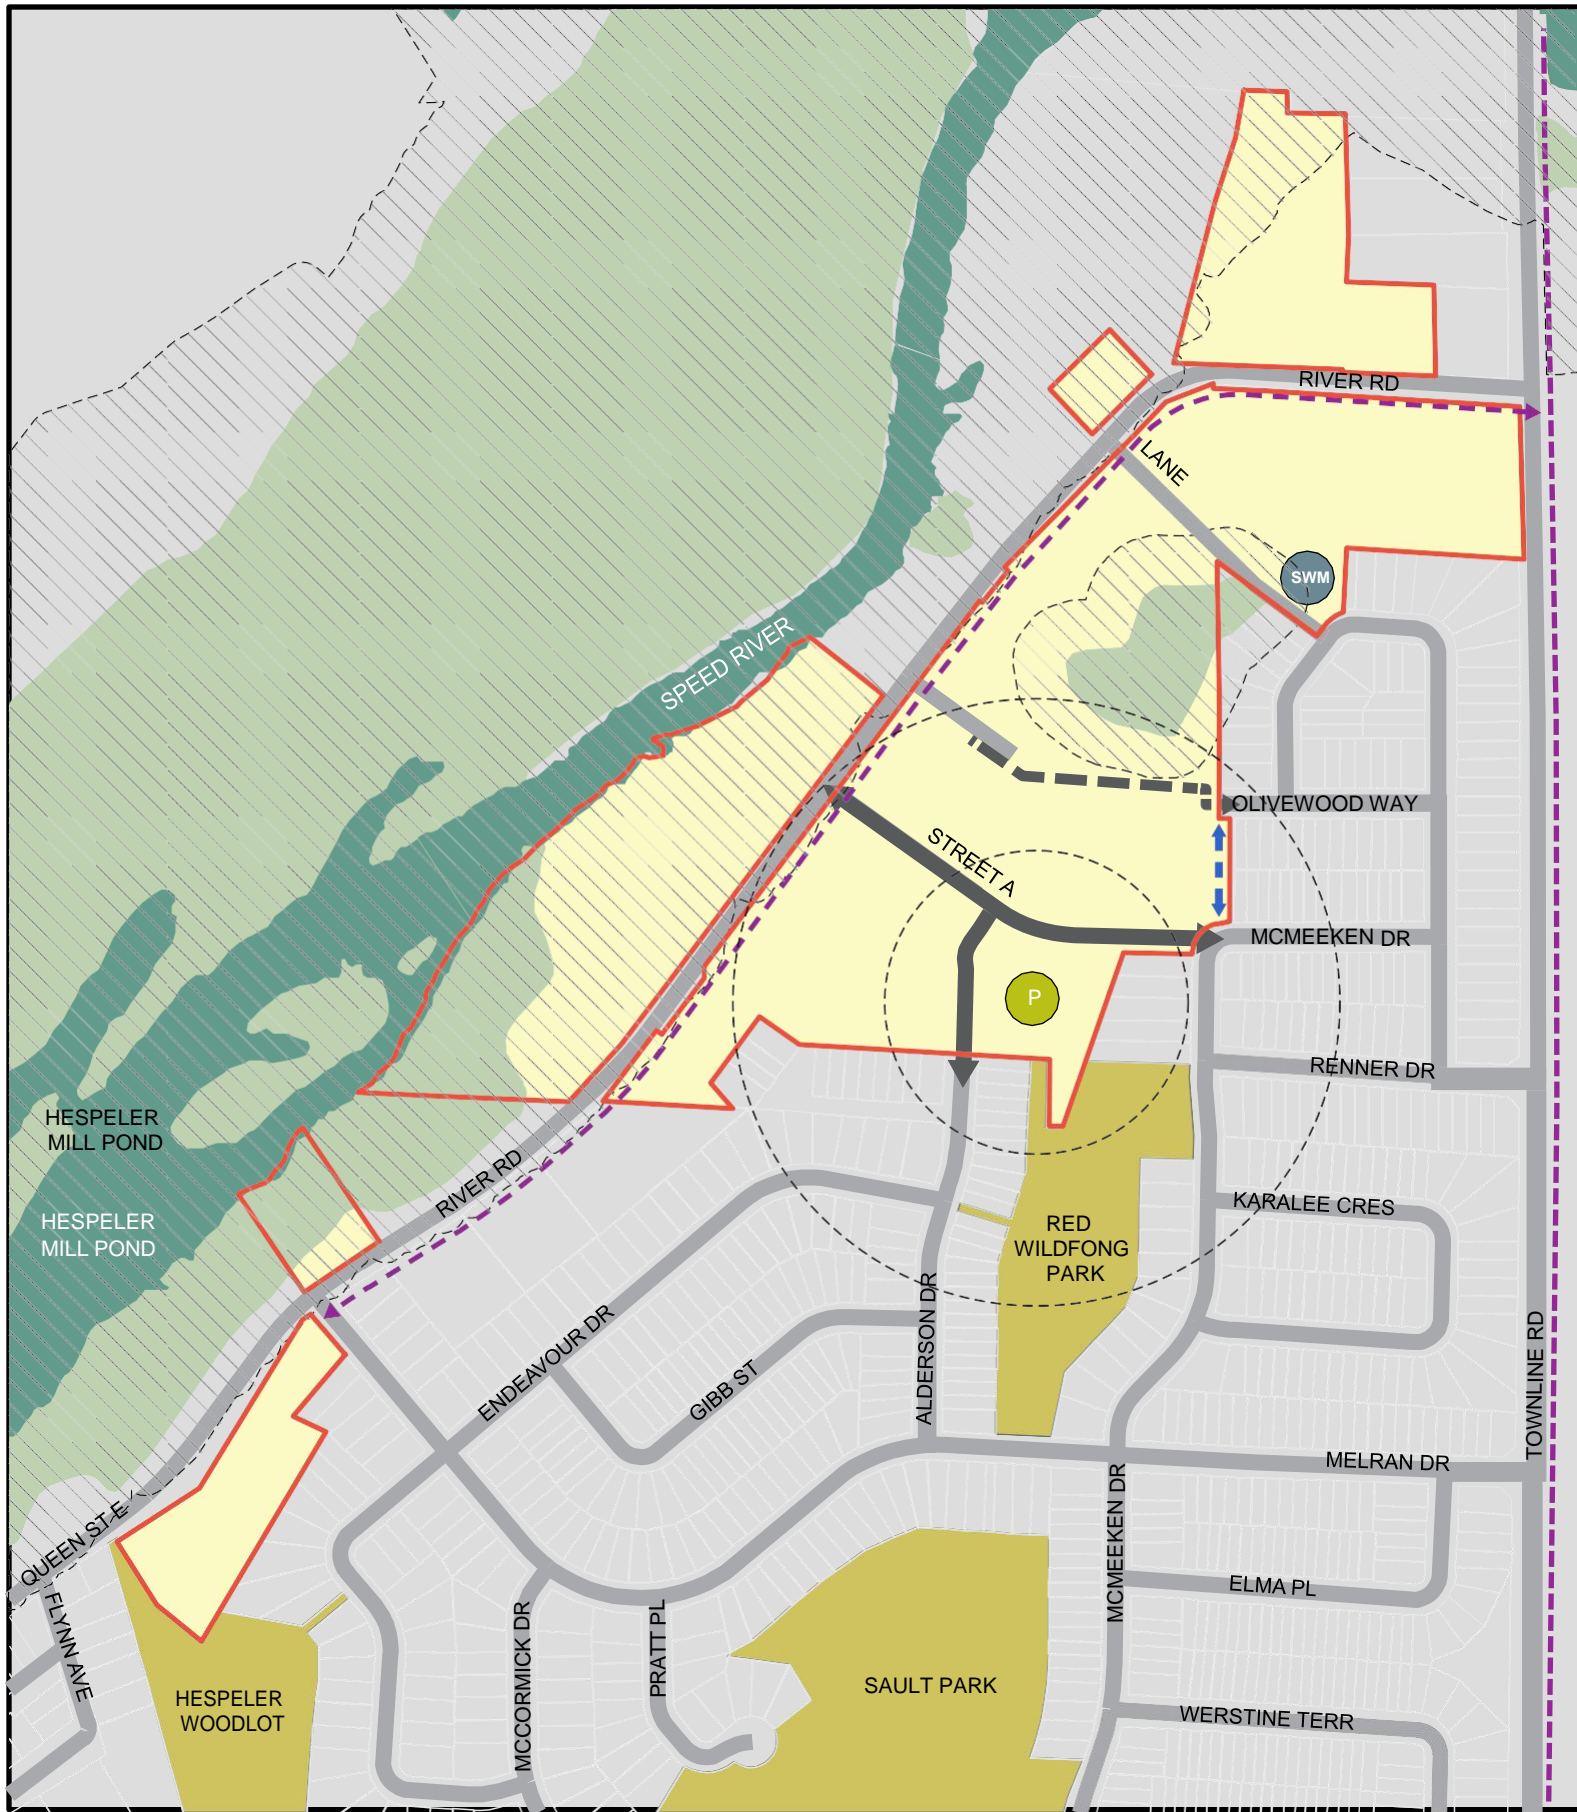 RIVER RD
LANE
SWM
SPEED RIVER
OLIVEWOOD WAY
STREET A
MCMEEKEN DR
P
RENNER DR
HESPELER
MILL POND
RIVER RD
KARALEE CRES
HESPELER
MILL POND
RED
WILDFONG
PARK
ENDEAVOUR DR
GIBB ST
ALDERSON DR
TOWNLINE RD
MELRAN DR
QUEEN ST E
MCMEEKEN DR
ELMA PL
FLYNN AVE
MCCORMICK DR
PRATT PL
SAULT PARK
HESPELER
WOODLOT
WERSTINE TERR